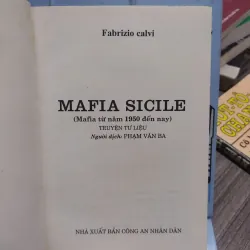 Fabrizio calvi
MAFIA SICILE
(Mafia từ năm 1950 đến nay)
TRUYỆN TƯ LIỆU
Người dịch: PHẠM VĂN BA
NHÀ XUẤT BẢN CÔNG AN NHÂN DÂN